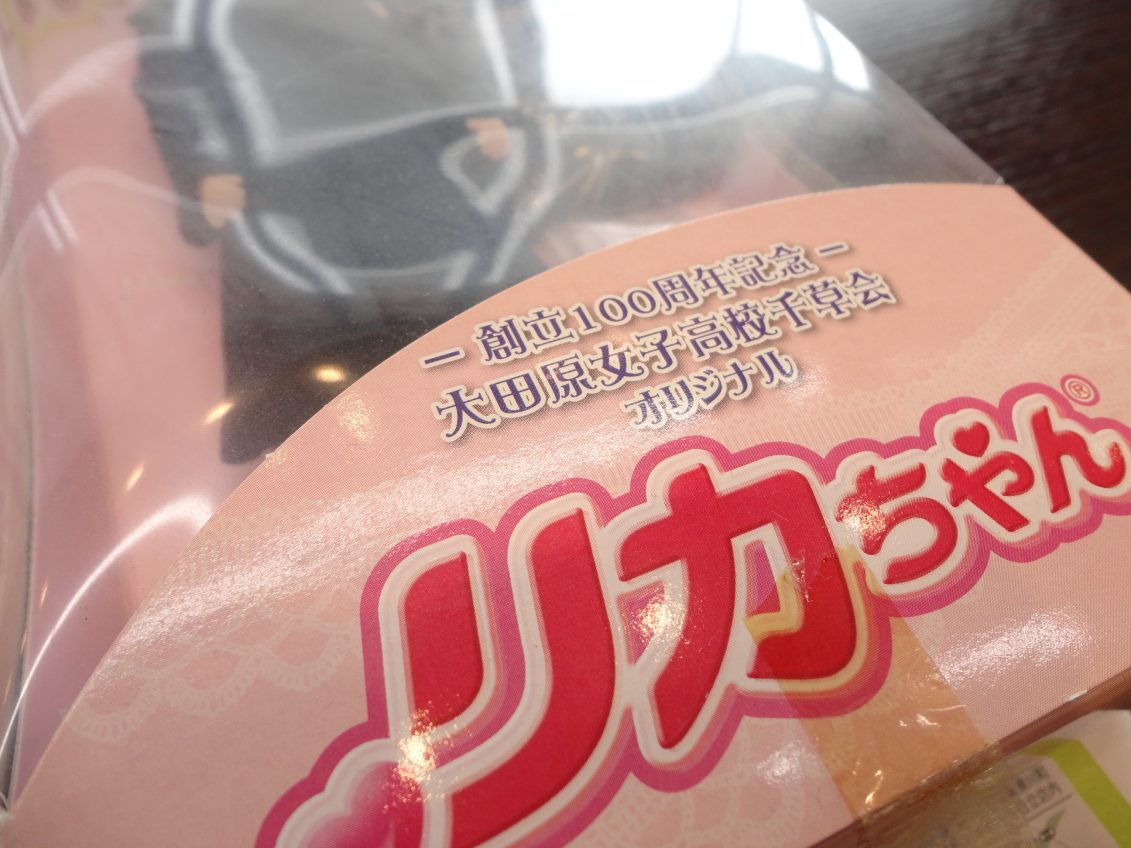 − 創立100周年記念 −
大田原女子高校千草会
オリジナル
リカちゃん®